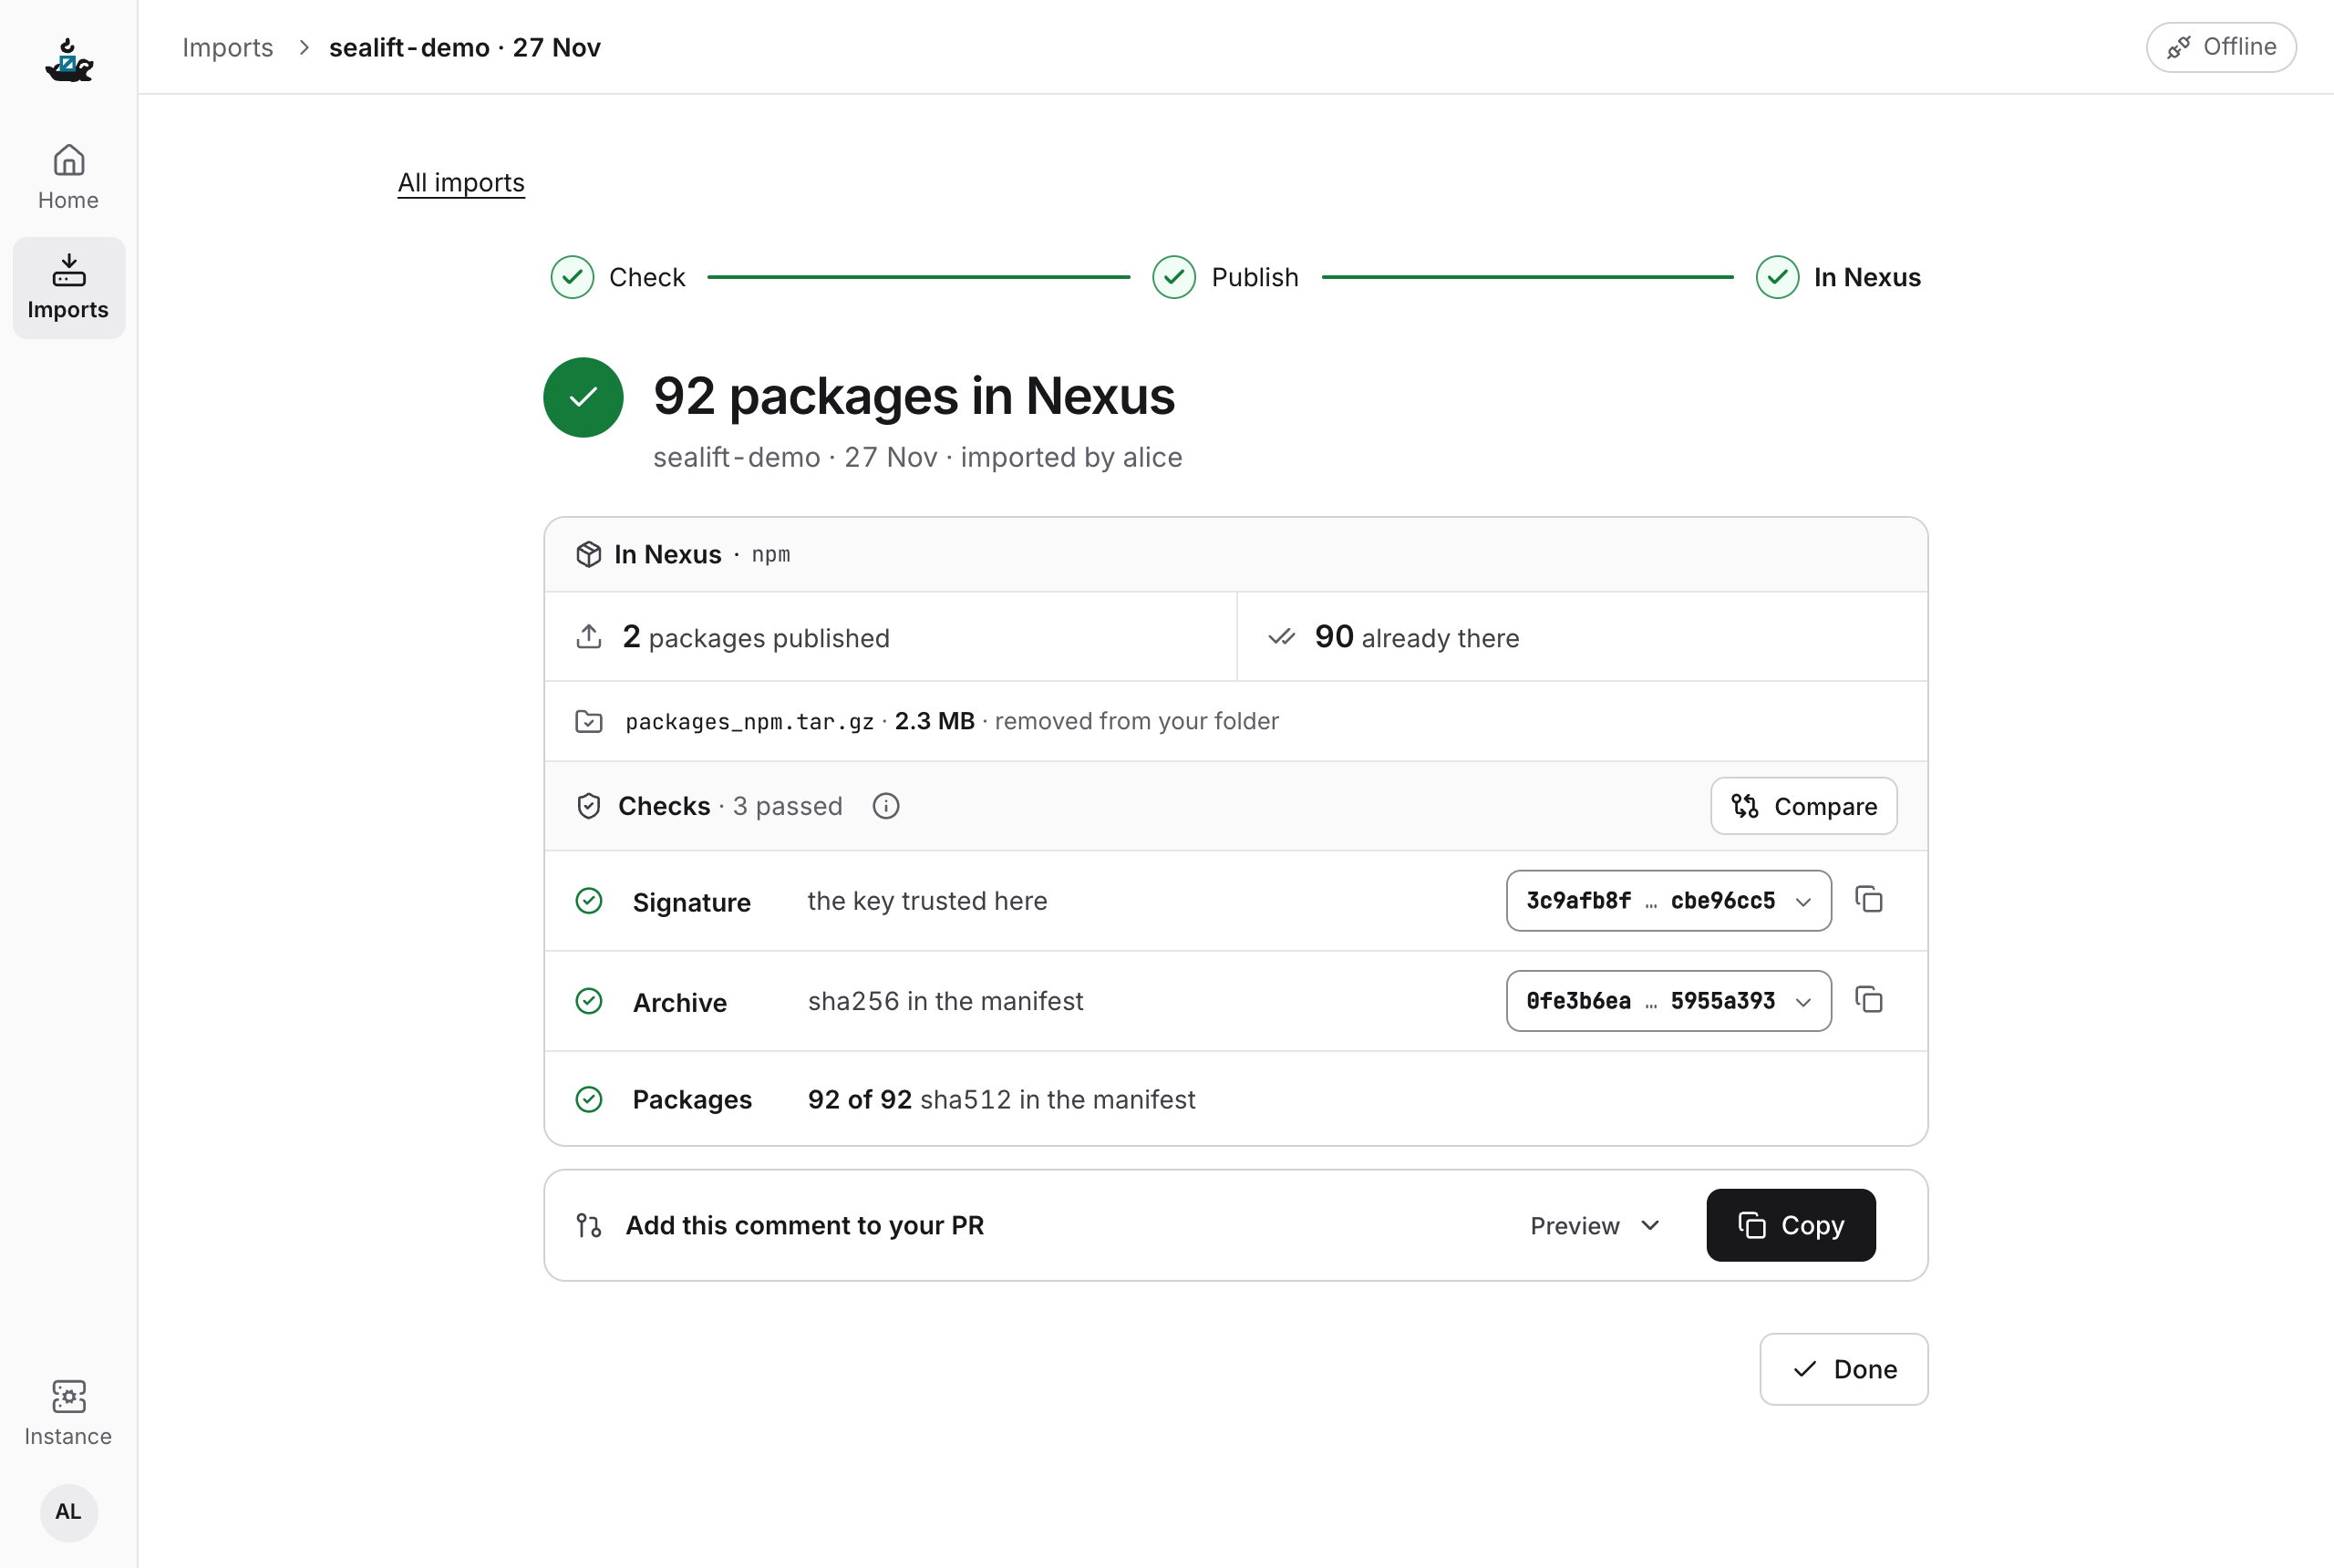 Imports > sealift-demo · 27 Nov
Offline
Home
Imports
All imports
Check
Publish
In Nexus
92 packages in Nexus
sealift-demo · 27 Nov · imported by alice
In Nexus · npm
2 packages published
90 already there
packages_npm.tar.gz · 2.3 MB · removed from your folder
Checks · 3 passed
Compare
Signature the key trusted here 3c9afb8f … cbe96cc5
Archive sha256 in the manifest 0fe3b6ea … 5955a393
Packages 92 of 92 sha512 in the manifest
Add this comment to your PR
Preview
Copy
Done
Instance
AL